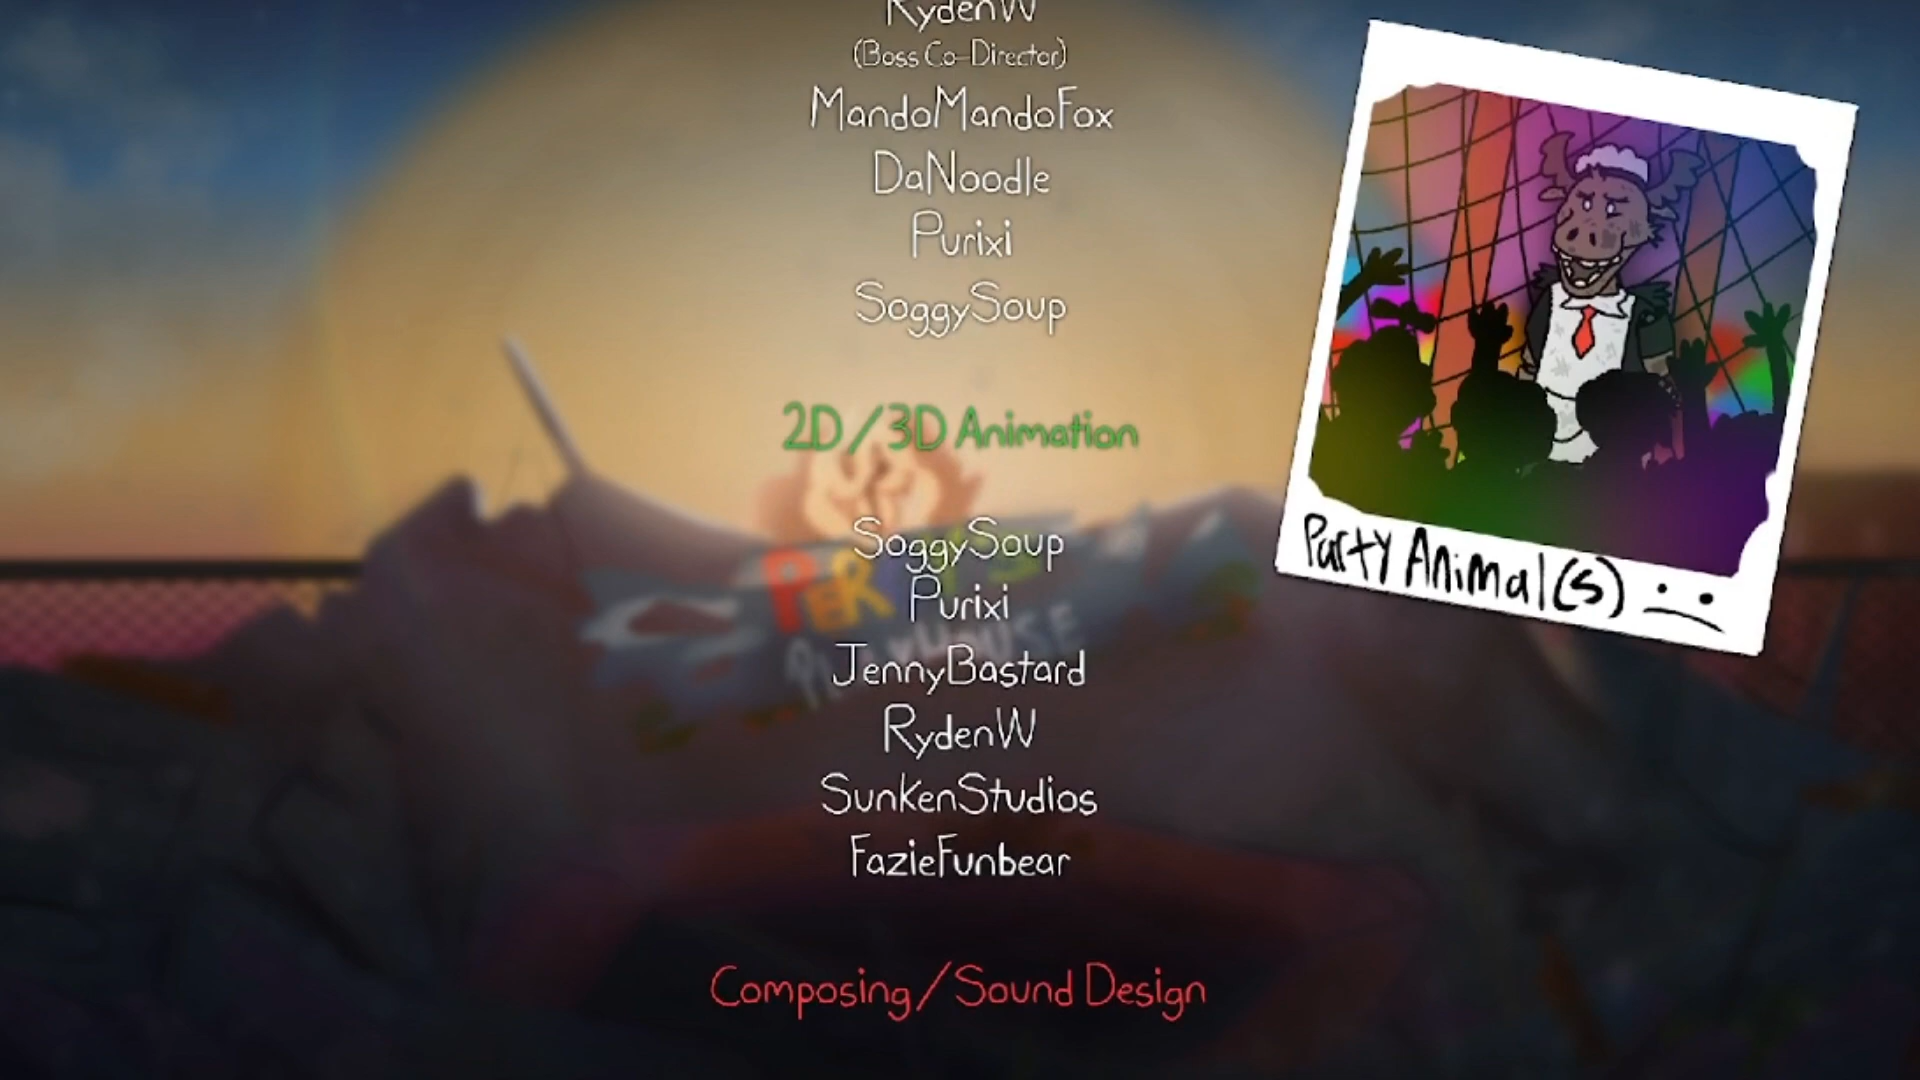 RydenW
(Boss Co-Director)
MandoMandoFox
DaNoodle
Purixi
SoggySoup
2D/3D Animation
SoggySoup
Purixi
JennyBastard
RydenW
SunkenStudios
FazieFunbear
Composing/Sound Design
Party Animal(s)